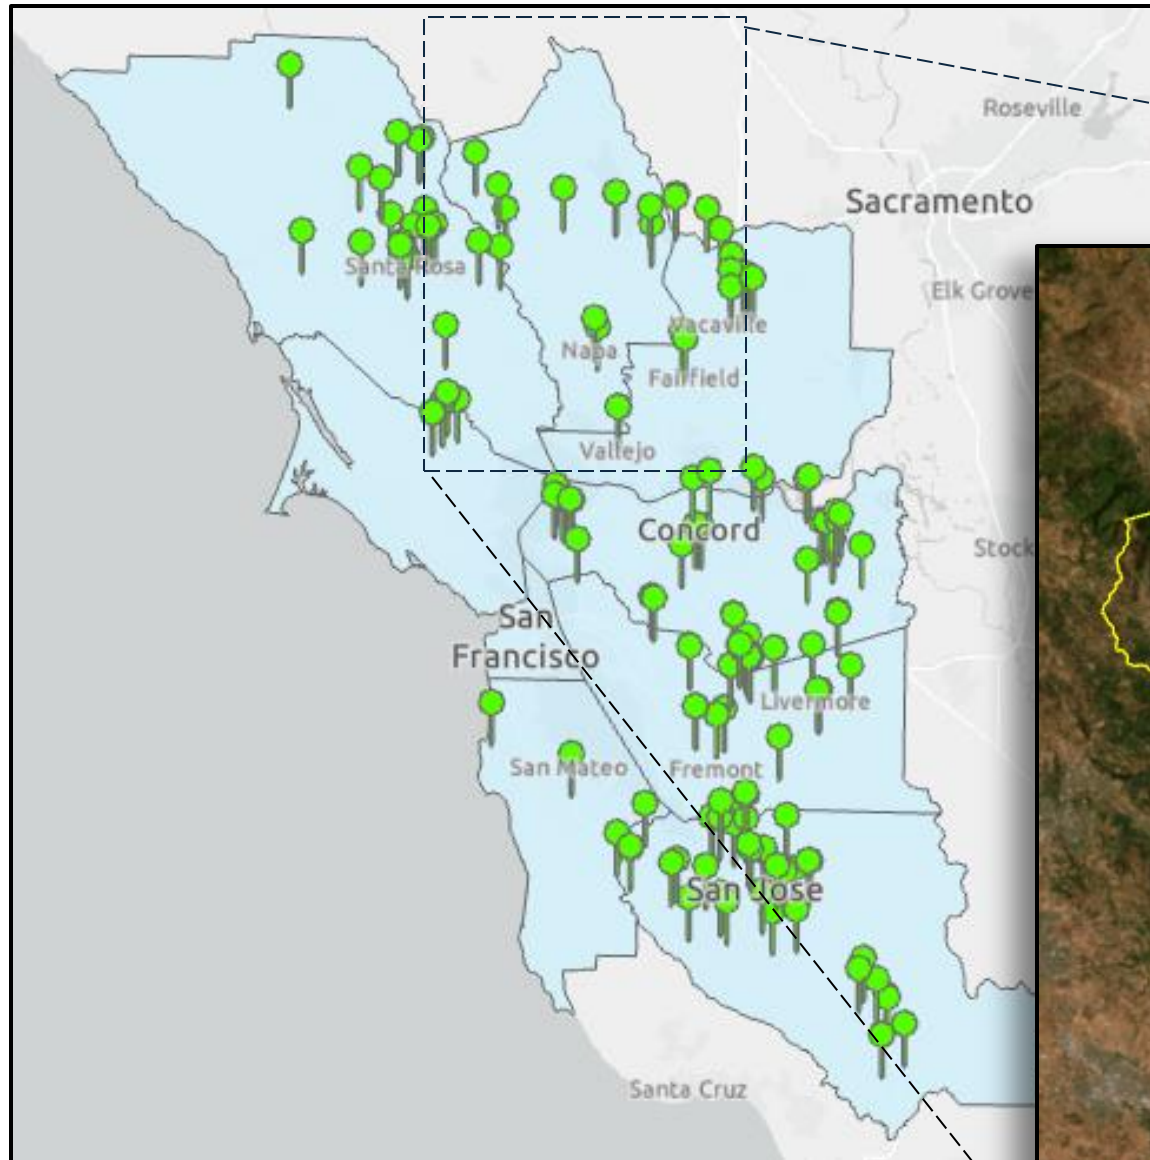 Roseville
Sacramento
Santa Rosa
Elk Grove
Vacaville
Napa
Fairfield
Vallejo
Concord
Stock
San
Francisco
Livermore
San Mateo
Fremont
San Jose
Santa Cruz